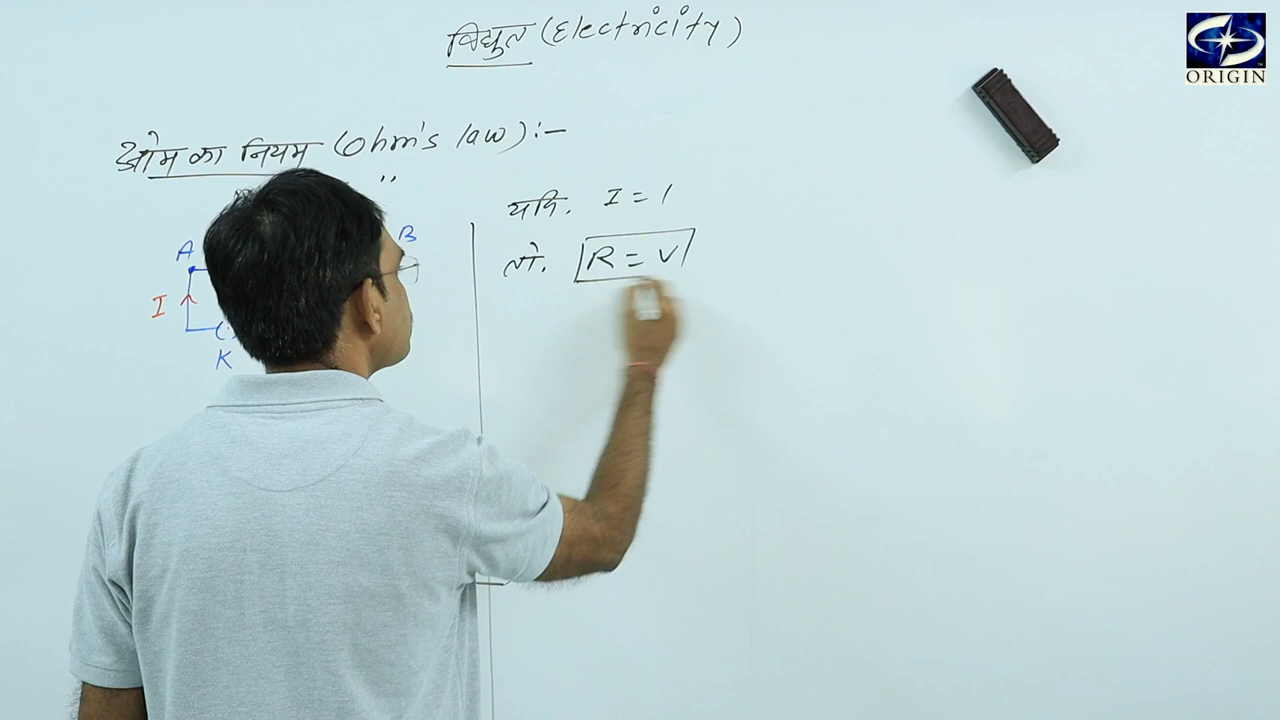 विद्युत (Electricity)
ORIGIN
ओम का नियम (Ohm's law) :-
यदि. I = 1
A
B
तो. R = V
I
K